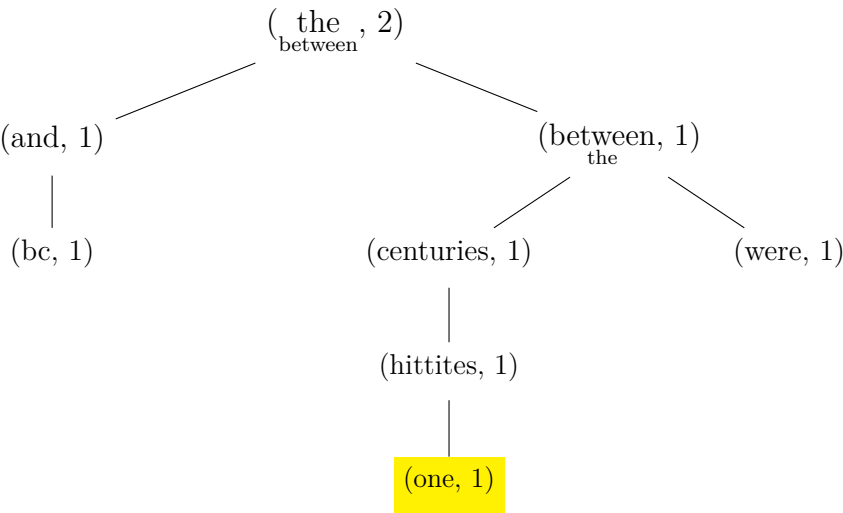 (the, 2)
between
(and, 1)
(between, 1)
the
(bc, 1)
(centuries, 1)
(were, 1)
(hittites, 1)
(one, 1)